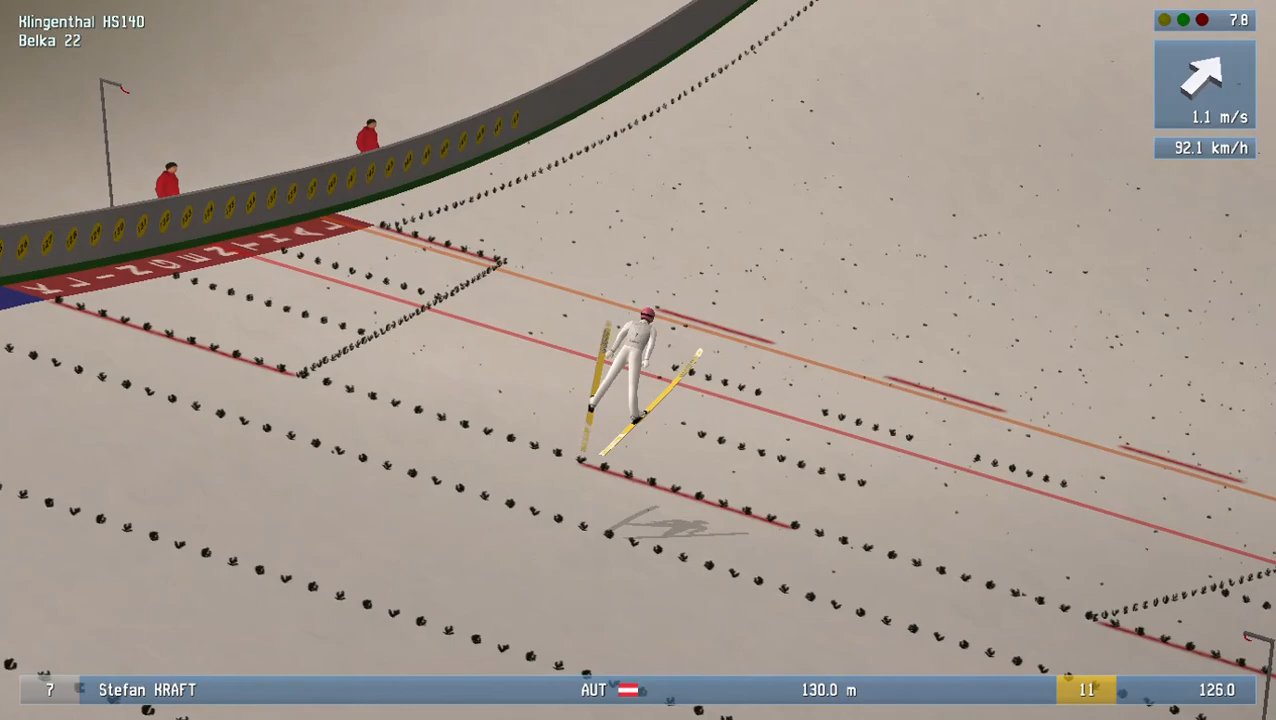 Klingenthal HS140
Belka 22
7.8
1.1 m/s
92.1 km/h
KLINGENTHAL
7 Stefan KRAFT AUT 130.0 m 11 126.0